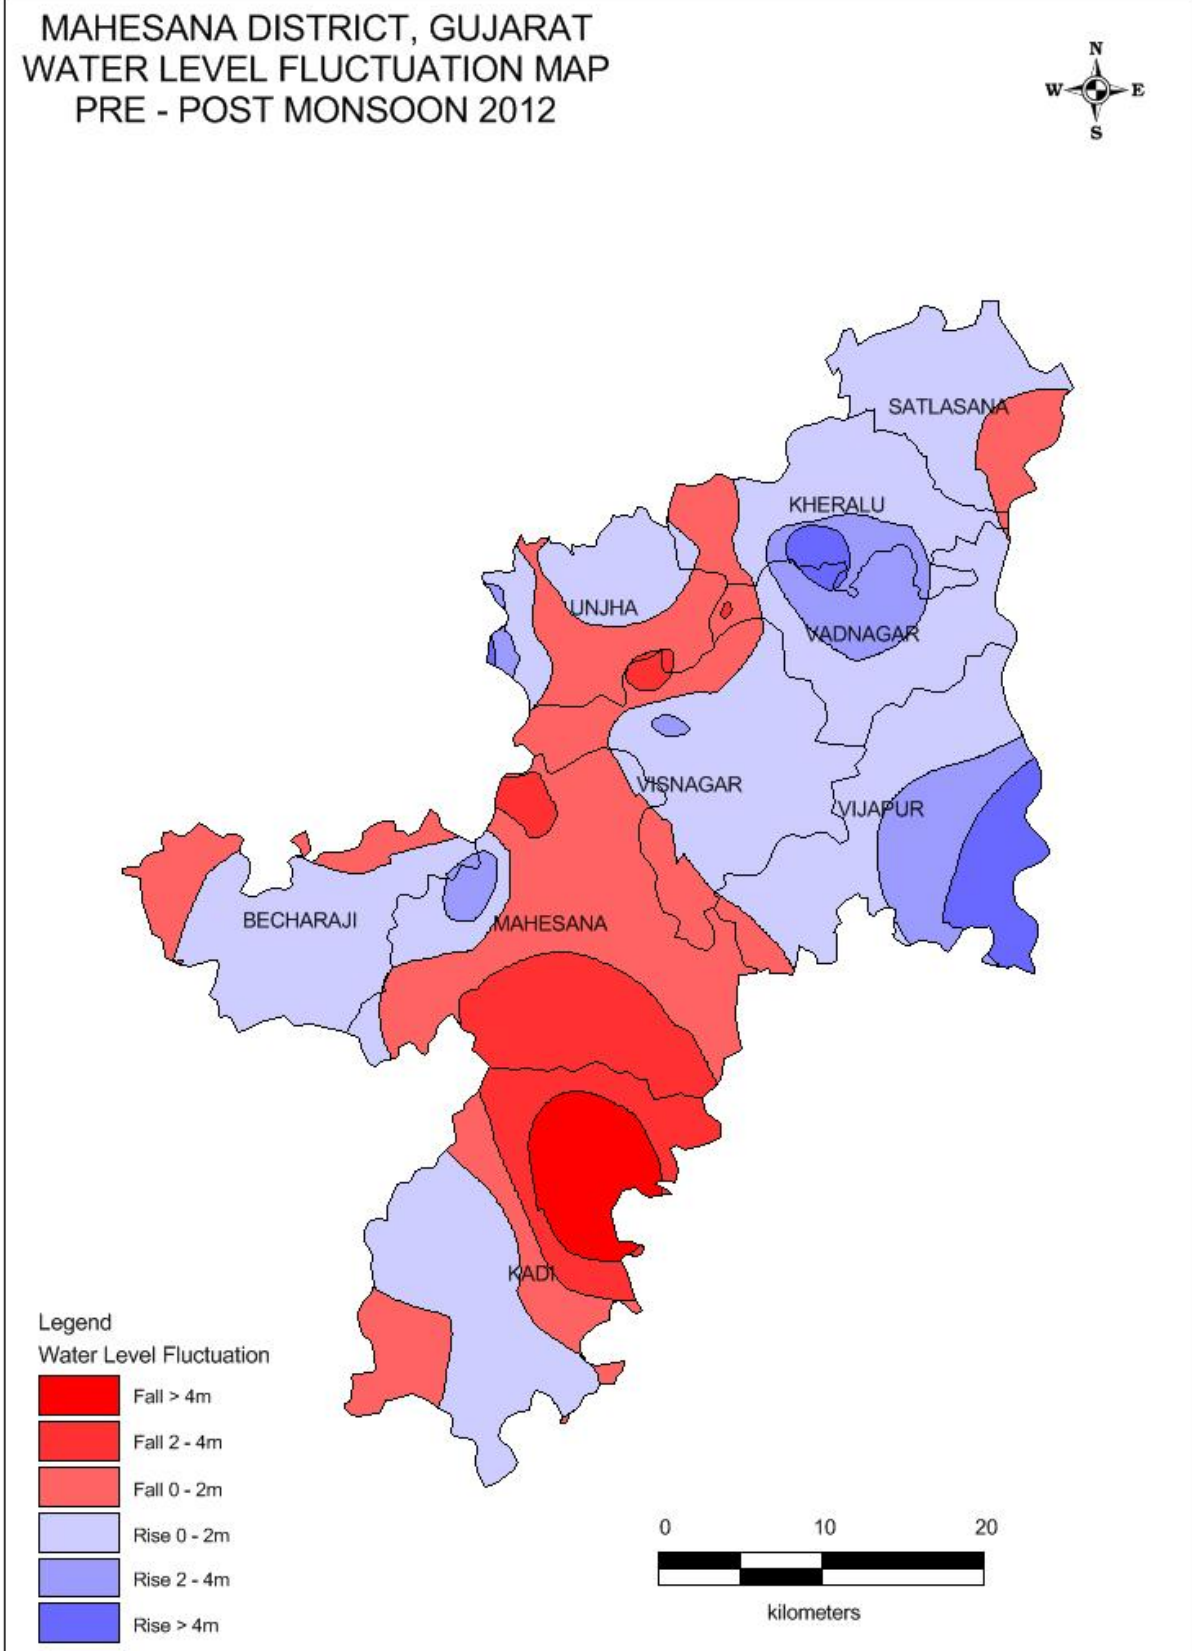 MAHESANA DISTRICT, GUJARAT
WATER LEVEL FLUCTUATION MAP
PRE - POST MONSOON 2012
N
W E
S
SATLASANA
KHERALU
UNJHA
VADNAGAR
VISNAGAR
VIJAPUR
BECHARAJI
MAHESANA
KADI
Legend
Water Level Fluctuation
Fall > 4m
Fall 2 - 4m
Fall 0 - 2m
Rise 0 - 2m
Rise 2 - 4m
Rise > 4m
0 10 20
kilometers